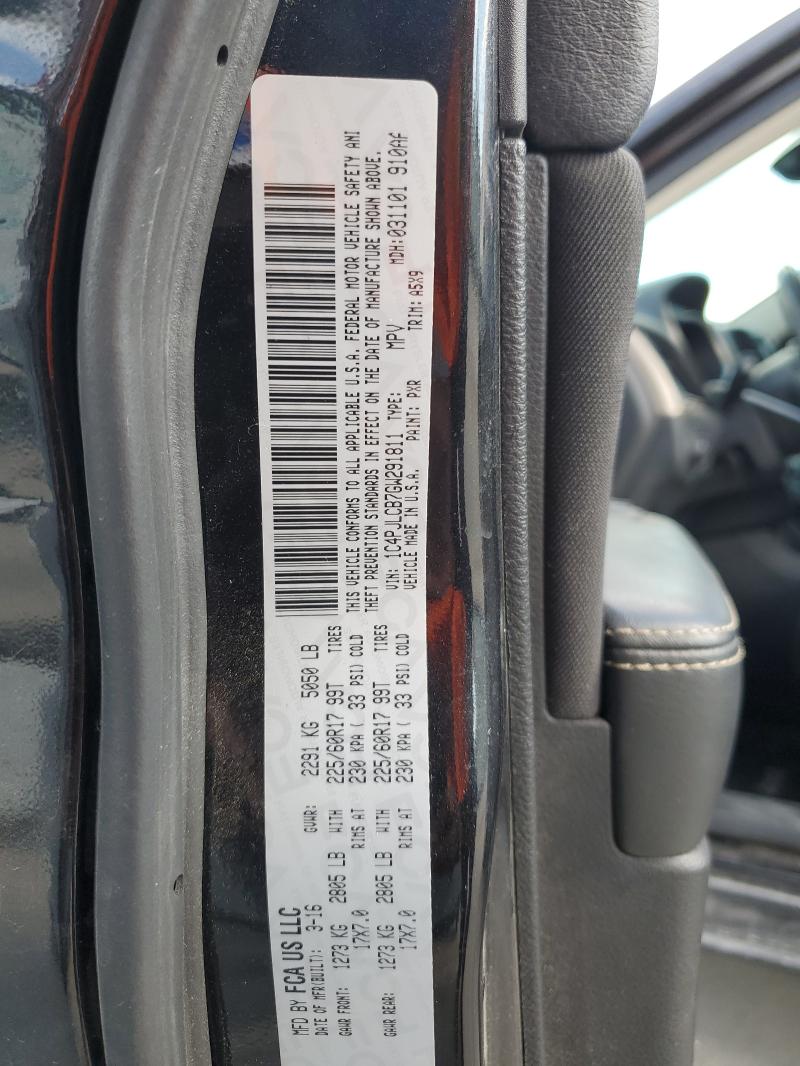 MFD BY FCA US LLC
DATE OF MFR(BUILT): 3-16 GVWR: 2291 KG 5050 LB
GAWR FRONT: 1273 KG 2805 LB WITH 225/60R17 99T TIRES
17X7.0 RIMS AT 230 KPA ( 33 PSI) COLD
GAWR REAR: 1273 KG 2805 LB WITH 225/60R17 99T TIRES
17X7.0 RIMS AT 230 KPA ( 33 PSI) COLD
THIS VEHICLE CONFORMS TO ALL APPLICABLE U.S.A. FEDERAL MOTOR VEHICLE SAFETY AND
THEFT PREVENTION STANDARDS IN EFFECT ON THE DATE OF MANUFACTURE SHOWN ABOVE.
VIN: 1C4PJLCB7GW291811 TYPE: MPV MDH:031101 910AF
VEHICLE MADE IN U.S.A. PAINT: PXR TRIM: A5X9